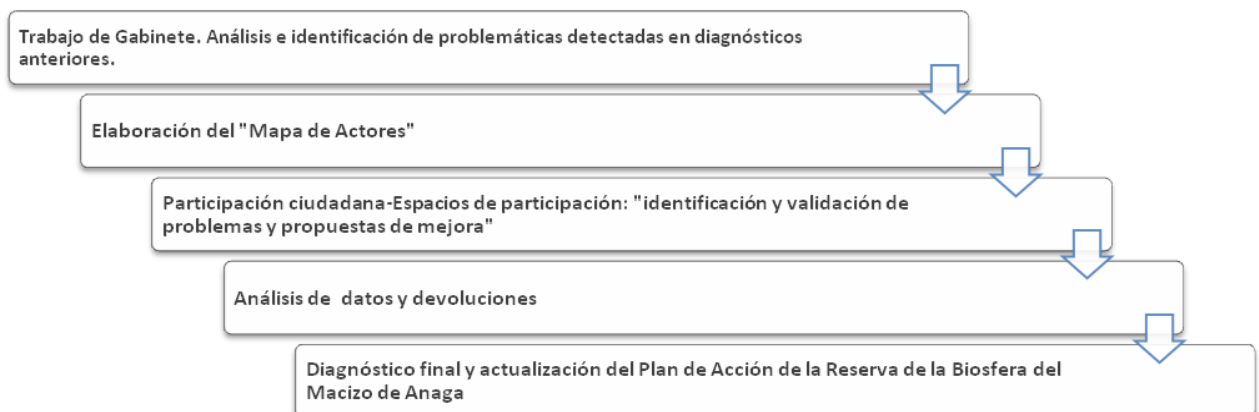 Trabajo de Gabinete. Análisis e identificación de problemáticas detectadas en diagnósticos
anteriores.
Elaboración del "Mapa de Actores"
Participación ciudadana-Espacios de participación: "identificación y validación de
problemas y propuestas de mejora"
Análisis de datos y devoluciones
Diagnóstico final y actualización del Plan de Acción de la Reserva de la Biosfera del
Macizo de Anaga